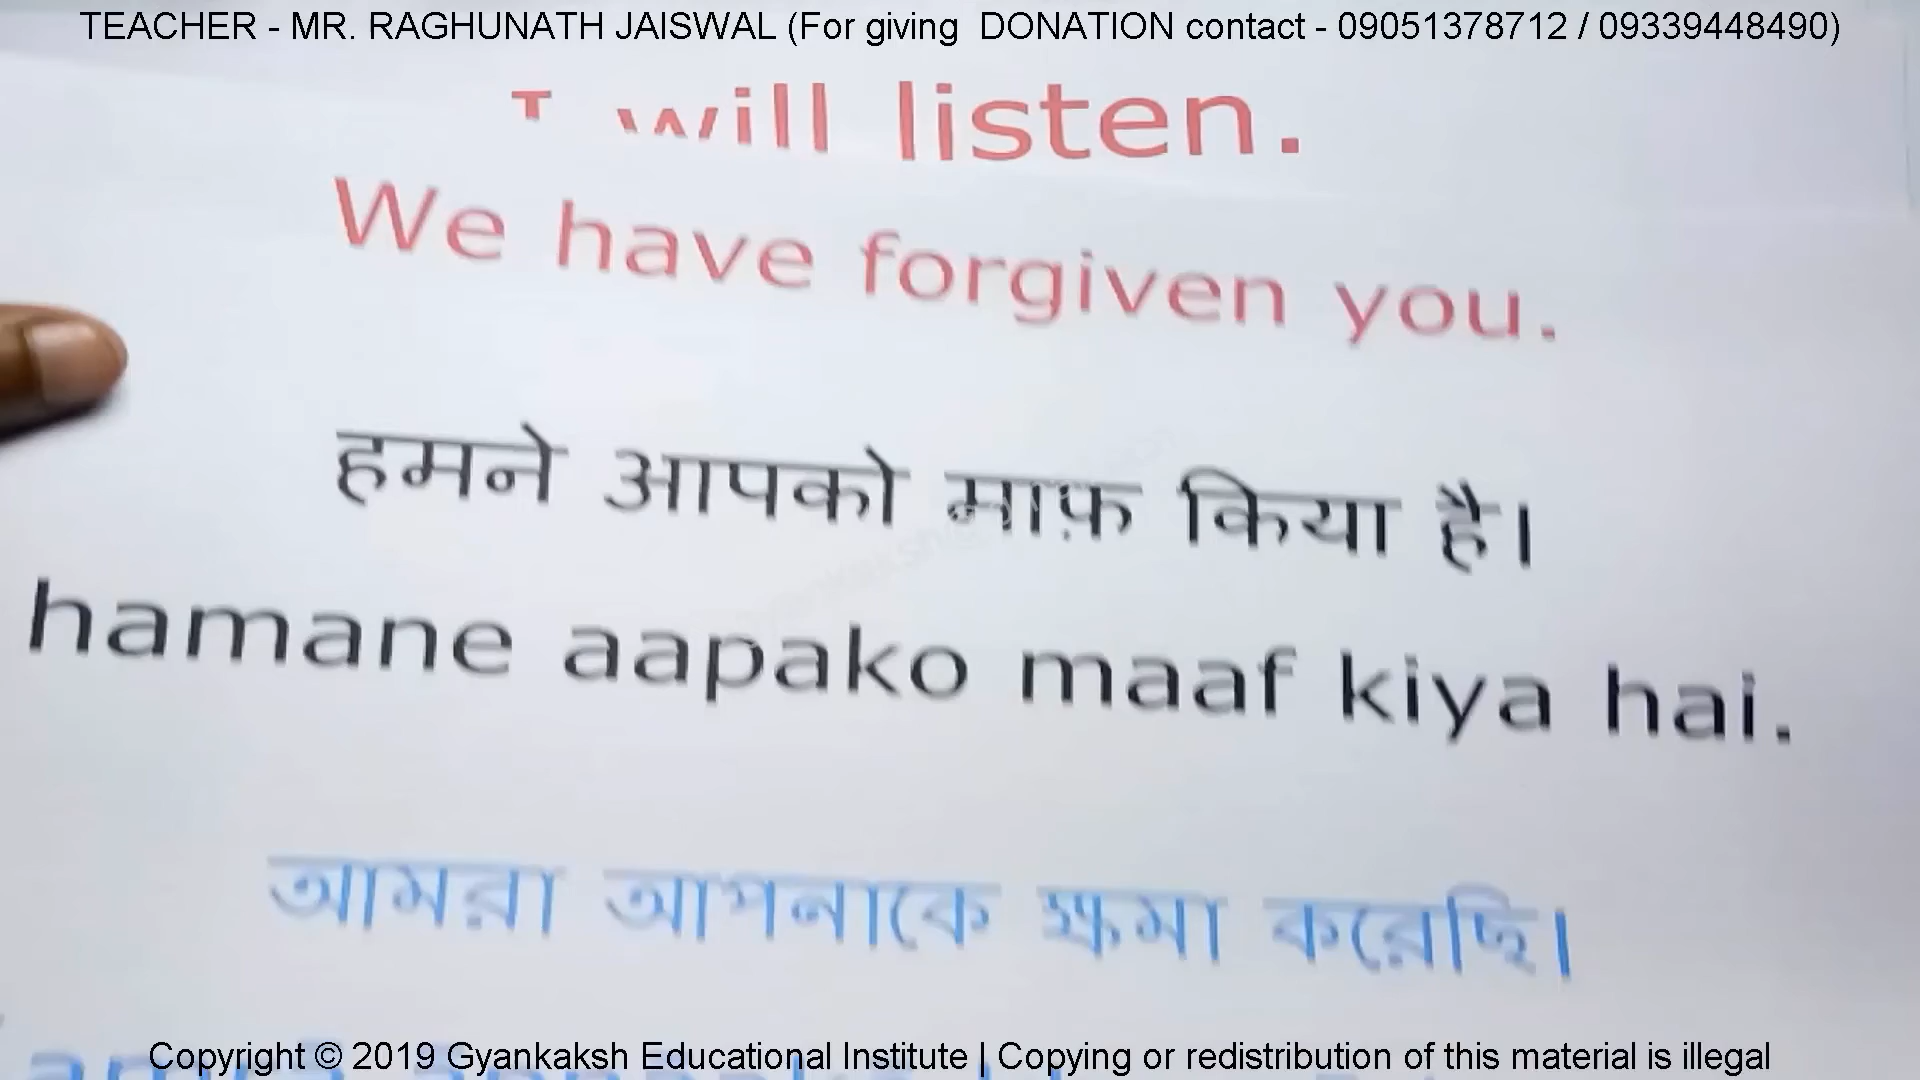 TEACHER - MR. RAGHUNATH JAISWAL (For giving DONATION contact - 09051378712 / 09339448490)
I will listen.
We have forgiven you.
हमने आपको माफ़ किया है।
hamane aapako maaf kiya hai.
আমরা আপনাকে ক্ষমা করেছি।
Copyright © 2019 Gyankaksh Educational Institute | Copying or redistribution of this material is illegal